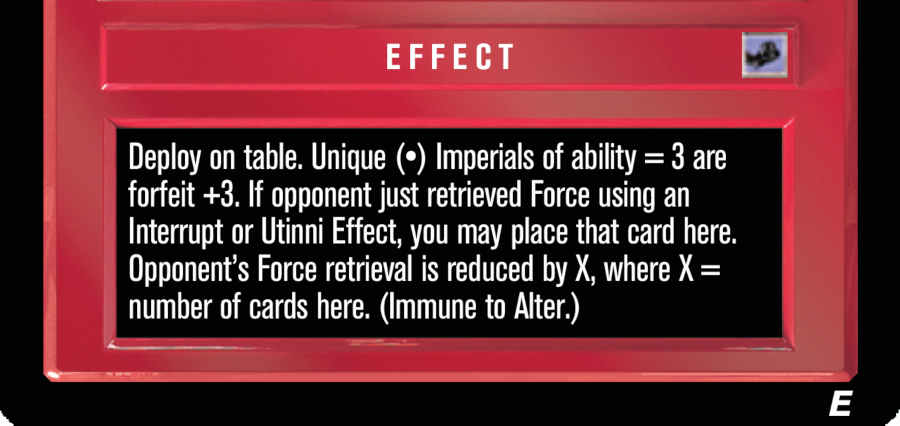 EFFECT
Deploy on table. Unique (•) Imperials of ability = 3 are
forfeit +3. If opponent just retrieved Force using an
Interrupt or Utinni Effect, you may place that card here.
Opponent’s Force retrieval is reduced by X, where X =
number of cards here. (Immune to Alter.)
E